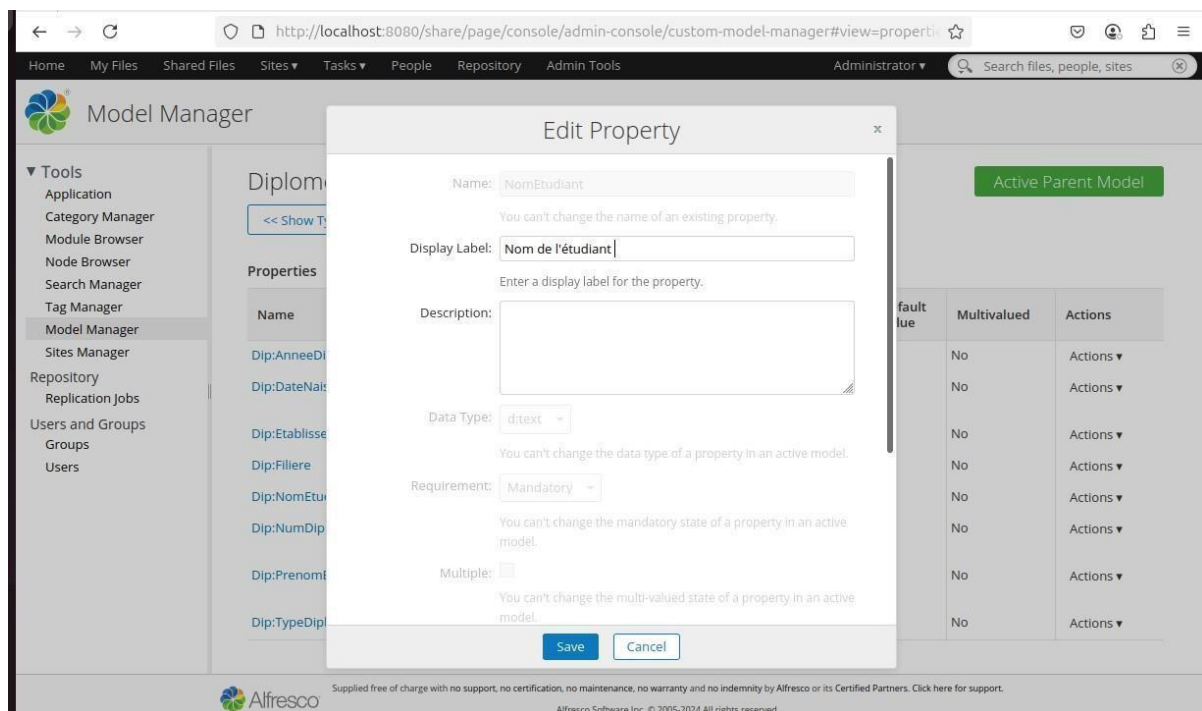 http://localhost:8080/share/page/console/admin-console/custom-model-manager#view=properti
Home My Files Shared Files Sites ▾ Tasks ▾ People Repository Admin Tools Administrator ▾ Search files, people, sites
Model Manager
Tools
Application
Category Manager
Module Browser
Node Browser
Search Manager
Tag Manager
Model Manager
Sites Manager
Repository
Replication Jobs
Users and Groups
Groups
Users
Diplom
<< Show Ty
Active Parent Model
Properties
Name
fault
lue
Multivalued
Actions
Dip:AnneeDi No Actions ▾
Dip:DateNais No Actions ▾
Dip:Etablisse No Actions ▾
Dip:Filiere No Actions ▾
Dip:NomEtu No Actions ▾
Dip:NumDip No Actions ▾
Dip:PrenomE No Actions ▾
Dip:TypeDipl No Actions ▾
Edit Property x
Name: NomEtudiant
You can't change the name of an existing property.
Display Label: Nom de l'étudiant
Enter a display label for the property.
Description:
Data Type: d:text
You can't change the data type of a property in an active model.
Requirement: Mandatory
You can't change the mandatory state of a property in an active
model.
Multiple:
You can't change the multi-valued state of a property in an active
model.
Save Cancel
Alfresco
Supplied free of charge with no support, no certification, no maintenance, no warranty and no indemnity by Alfresco or its Certified Partners. Click here for support.
Alfresco Software Inc. © 2005-2024 All rights reserved.